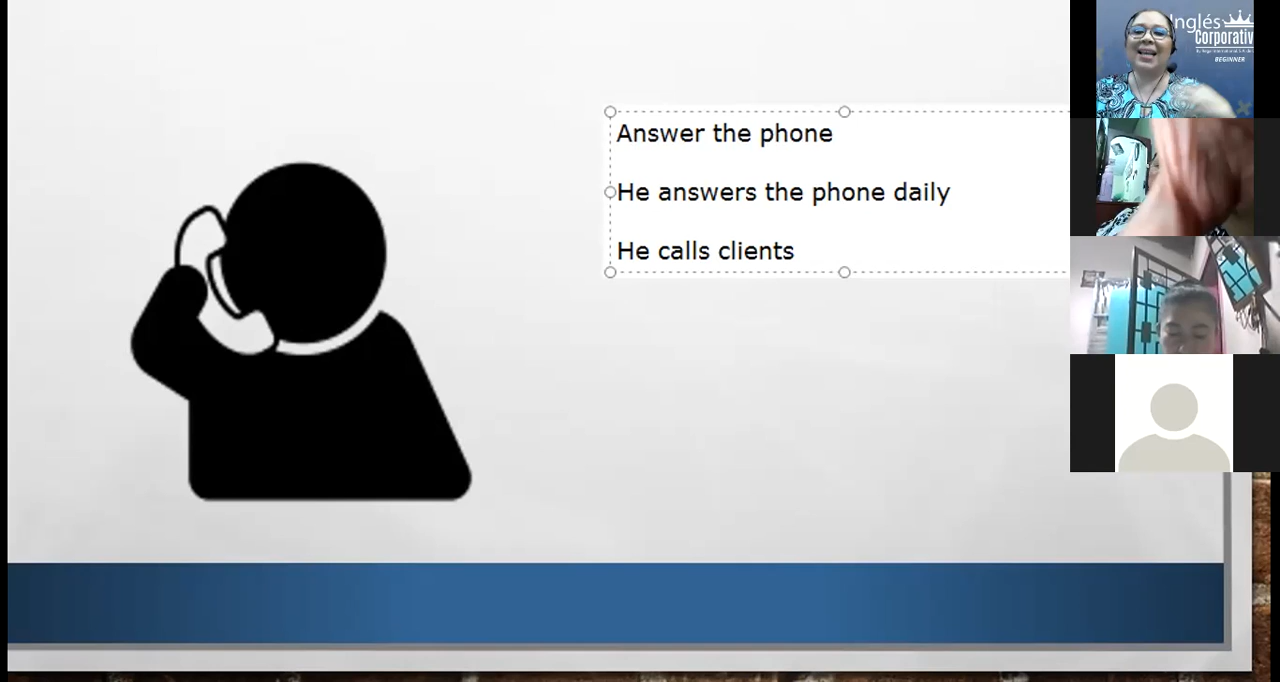 Answer the phone
He answers the phone daily
He calls clients
Inglés
Corporativ
BEGINNER